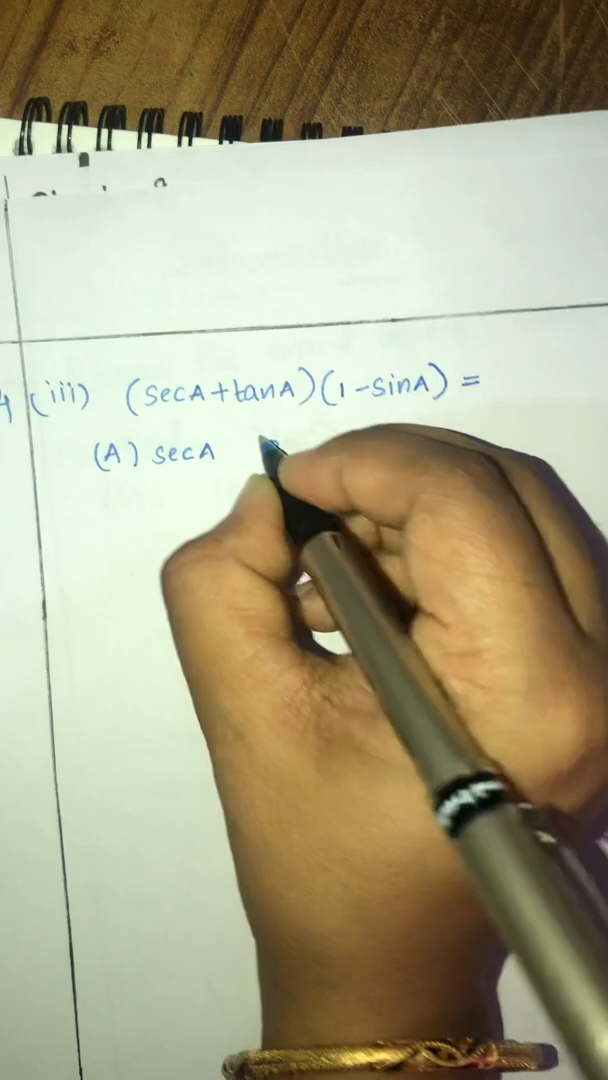 4 (iii) (secA+tanA)(1-sinA) =
(A) secA